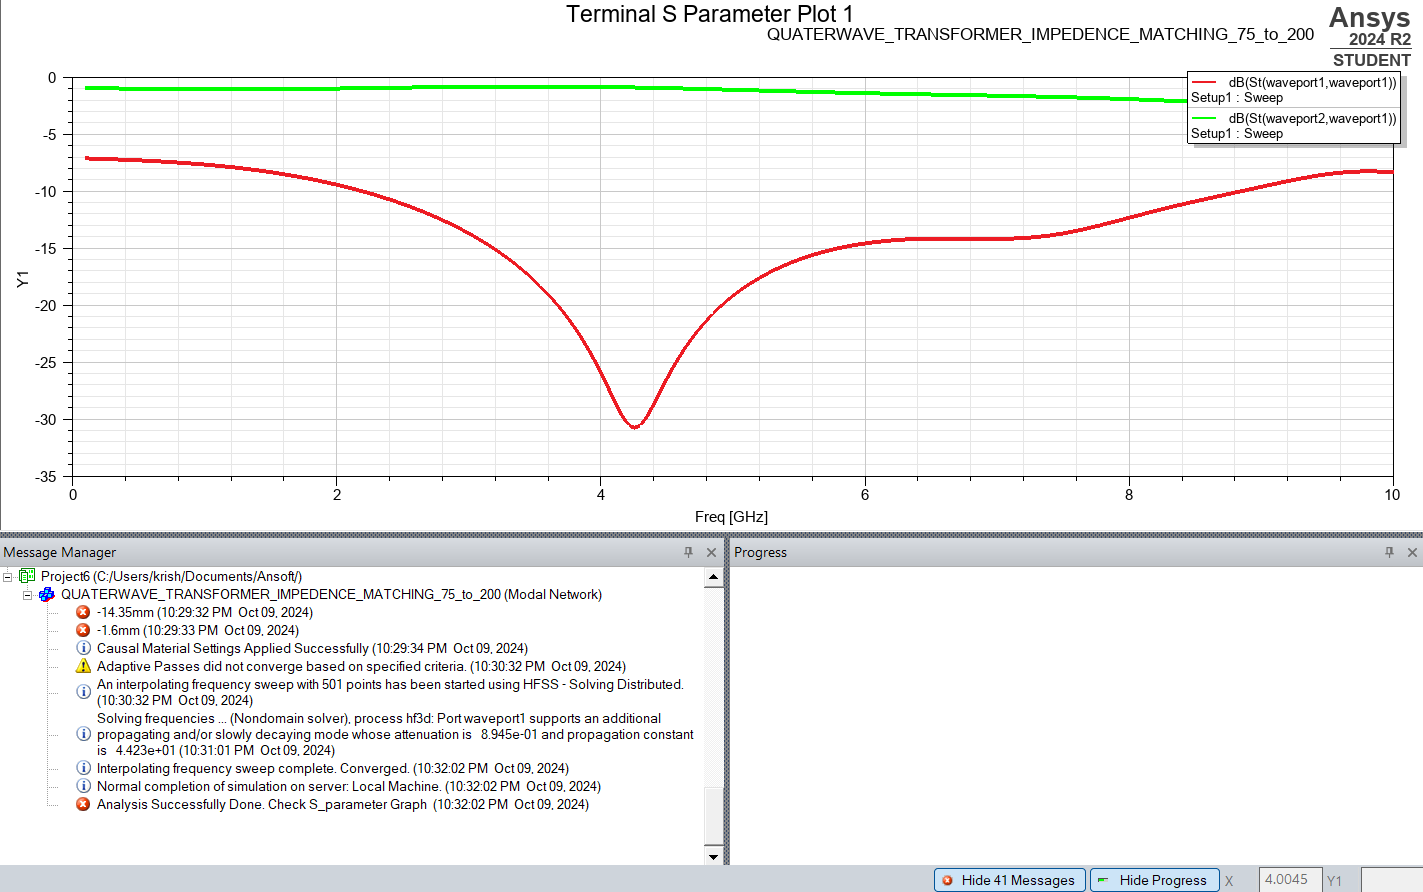 Terminal S Parameter Plot 1
QUATERWAVE_TRANSFORMER_IMPEDENCE_MATCHING_75_to_200
Ansys
2024 R2
STUDENT
dB(St(waveport1,waveport1))
Setup1 : Sweep
dB(St(waveport2,waveport1))
Setup1 : Sweep
0
-5
-10
-15
-20
-25
-30
-35
Y1
0 2 4 6 8 10
Freq [GHz]
Message Manager
Project6 (C:/Users/krish/Documents/Ansoft/)
QUATERWAVE_TRANSFORMER_IMPEDENCE_MATCHING_75_to_200 (Modal Network)
-14.35mm (10:29:32 PM Oct 09, 2024)
-1.6mm (10:29:33 PM Oct 09, 2024)
Causal Material Settings Applied Successfully (10:29:34 PM Oct 09, 2024)
Adaptive Passes did not converge based on specified criteria. (10:30:32 PM Oct 09, 2024)
An interpolating frequency sweep with 501 points has been started using HFSS - Solving Distributed.
(10:30:32 PM Oct 09, 2024)
Solving frequencies ... (Nondomain solver), process hf3d: Port waveport1 supports an additional
propagating and/or slowly decaying mode whose attenuation is 8.945e-01 and propagation constant
is 4.423e+01 (10:31:01 PM Oct 09, 2024)
Interpolating frequency sweep complete. Converged. (10:32:02 PM Oct 09, 2024)
Normal completion of simulation on server: Local Machine. (10:32:02 PM Oct 09, 2024)
Analysis Successfully Done. Check S_parameter Graph (10:32:02 PM Oct 09, 2024)
Progress
Hide 41 Messages
Hide Progress
X 4.0045 Y1